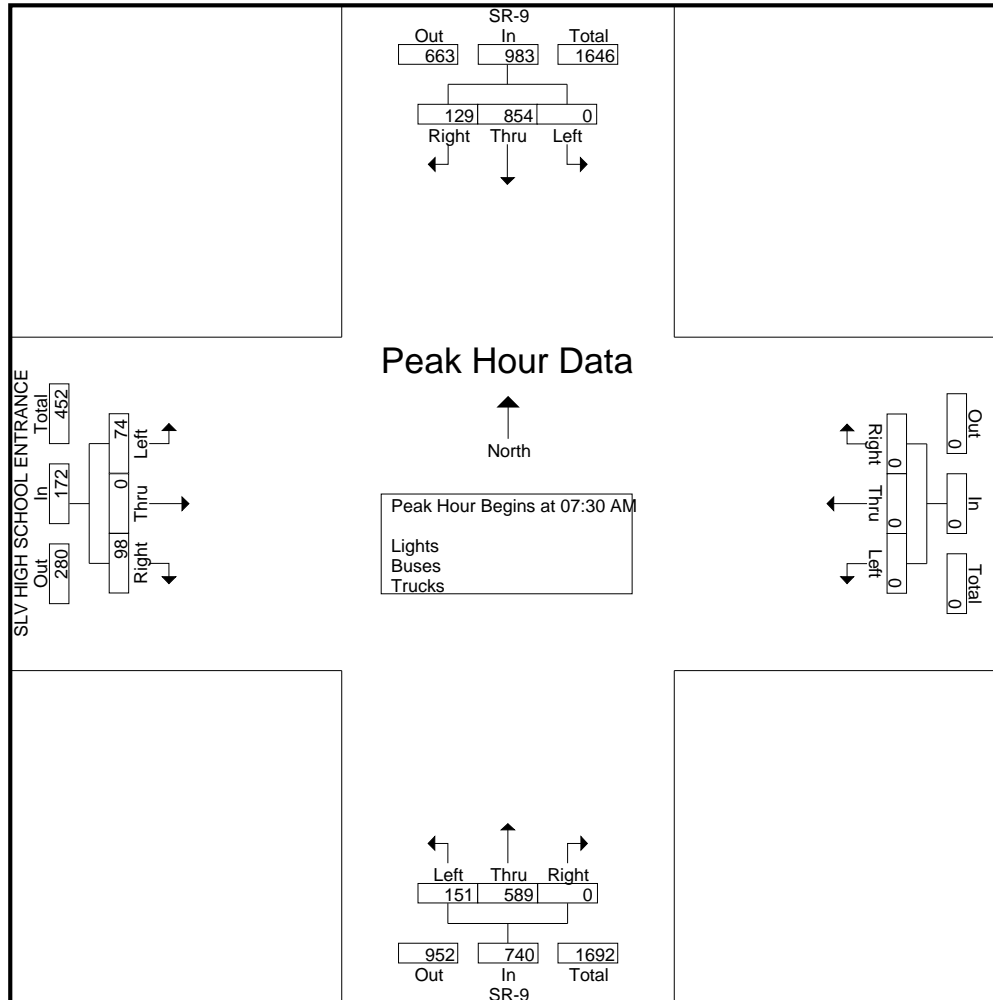 SR-9
Out In Total
663 983 1646
129 854 0
Right Thru Left
Peak Hour Data
North
Peak Hour Begins at 07:30 AM
Lights
Buses
Trucks
SLV HIGH SCHOOL ENTRANCE
Out In Total
280 172 452
98 0 74
Right Thru Left
Out In Total
0 0 0
0 0 0
Right Thru Left
Left Thru Right
151 589 0
952 740 1692
Out In Total
SR-9